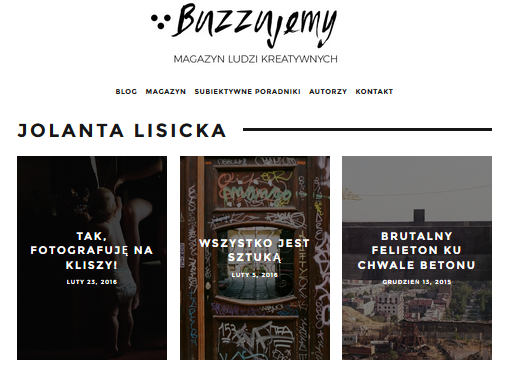 Buzzujemy
MAGAZYN LUDZI KREATYWNYCH
BLOG MAGAZYN SUBIEKTYWNE PORADNIKI AUTORZY KONTAKT
JOLANTA LISICKA
TAK,
FOTOGRAFUJĘ NA
KLISZY!
LUTY 23, 2016
WSZYSTKO JEST
SZTUKĄ
LUTY 5, 2016
BRUTALNY
FELIETON KU
CHWALE BETONU
GRUDZIEŃ 13, 2015